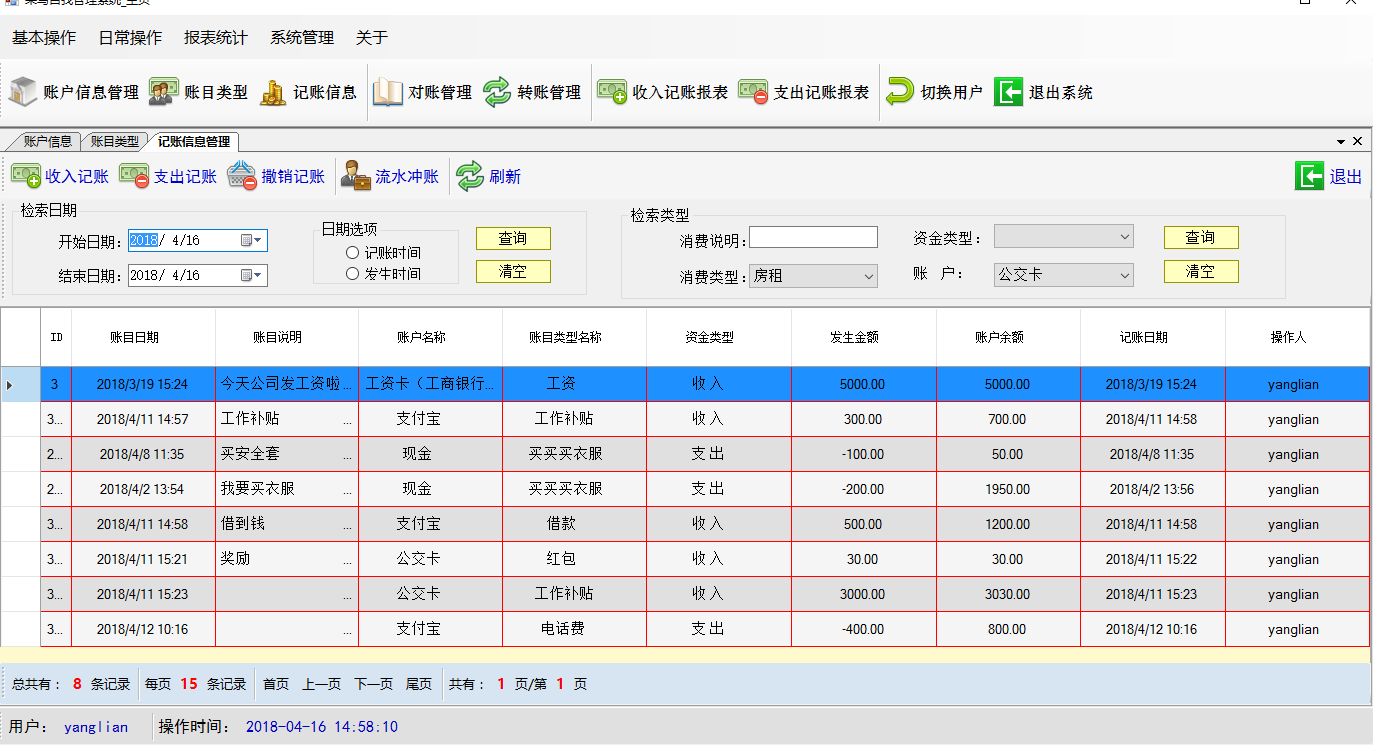 基本操作 日常操作 报表统计 系统管理 关于
账户信息管理 账目类型 记账信息 对账管理 转账管理 收入记账报表 支出记账报表 切换用户 退出系统
账户信息 账目类型 记账信息管理
收入记账 支出记账 撤销记账 流水冲账 刷新 退出
检索日期 检索类型
开始日期: 2018/ 4/16 日期选项 查询 消费说明: 资金类型: 查询
记账时间
结束日期: 2018/ 4/16 发生时间 清空 消费类型: 房租 账 户: 公交卡 清空
ID 账目日期 账目说明 账户名称 账目类型名称 资金类型 发生金额 账户余额 记账日期 操作人
3 2018/3/19 15:24 今天公司发工资啦... 工资卡（工商银行... 工资 收入 5000.00 5000.00 2018/3/19 15:24 yanglian
3... 2018/4/11 14:57 工作补贴 ... 支付宝 工作补贴 收入 300.00 700.00 2018/4/11 14:58 yanglian
2... 2018/4/8 11:35 买安全套 ... 现金 买买买衣服 支出 -100.00 50.00 2018/4/8 11:35 yanglian
2... 2018/4/2 13:54 我要买衣服 ... 现金 买买买衣服 支出 -200.00 1950.00 2018/4/2 13:56 yanglian
3... 2018/4/11 14:58 借到钱 ... 支付宝 借款 收入 500.00 1200.00 2018/4/11 14:58 yanglian
3... 2018/4/11 15:21 奖励 ... 公交卡 红包 收入 30.00 30.00 2018/4/11 15:22 yanglian
3... 2018/4/11 15:23 ... 公交卡 工作补贴 收入 3000.00 3030.00 2018/4/11 15:23 yanglian
3... 2018/4/12 10:16 ... 支付宝 电话费 支出 -400.00 800.00 2018/4/12 10:16 yanglian
总共有: 8 条记录 每页 15 条记录 首页 上一页 下一页 尾页 共有: 1 页/第 1 页
用户: yanglian 操作时间: 2018-04-16 14:58:10